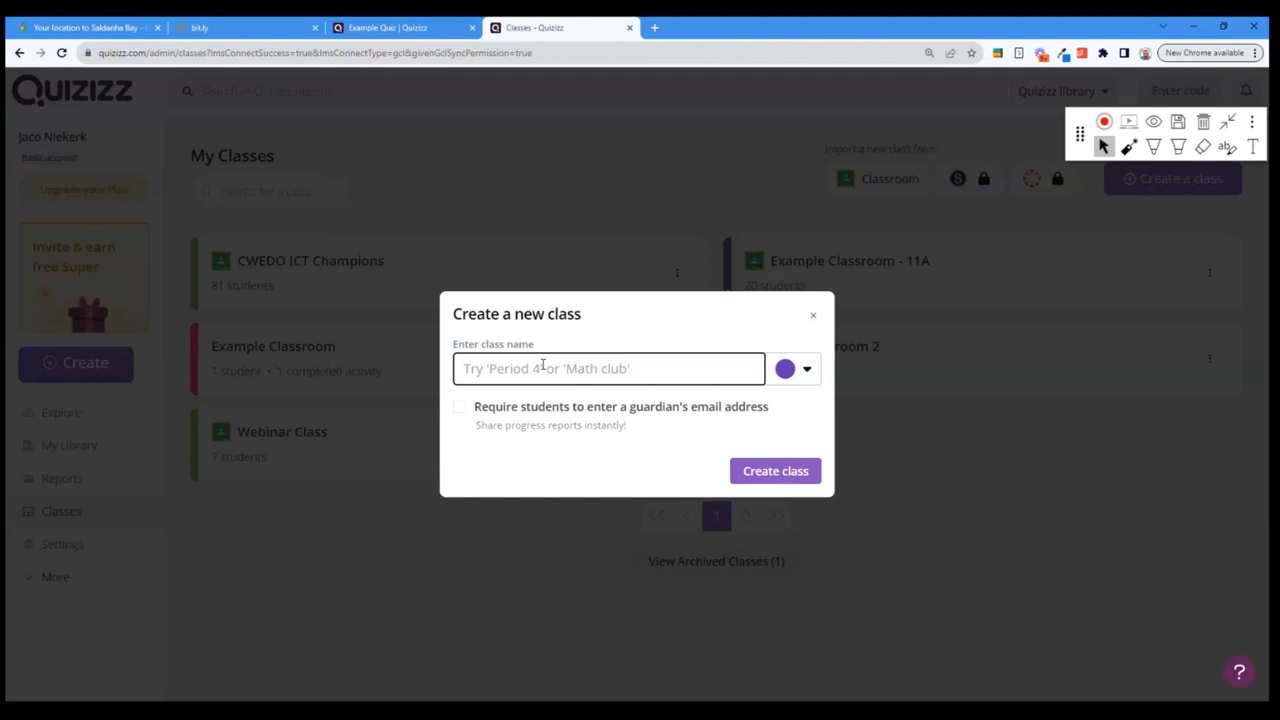 Your location to Saldanha Bay -
bitly
Example Quiz | Quizizz
Classes - Quizizz
quizizz.com/admin/classes?lmsConnectSuccess=true&lmsConnectType=gcl&givenGclSyncPermission=true
New Chrome available
QUIZIZZ
Search in Quizizz library
Quizizz library
Enter code
Jaco Niekerk
Basic account
Upgrade your Plan
My Classes
Import a new class from
Search for a class
Classroom
Create a class
Invite & earn
free Super
CWEDO ICT Champions
81 students
Example Classroom - 11A
20 students
Create a new class
Enter class name
Try 'Period 4' or 'Math club'
Require students to enter a guardian's email address
Share progress reports instantly!
Create class
Example Classroom
1 student • 1 completed activity
room 2
Create
Explore
My Library
Reports
Classes
Settings
More
Webinar Class
7 students
<< < 1 > >>
View Archived Classes (1)
?